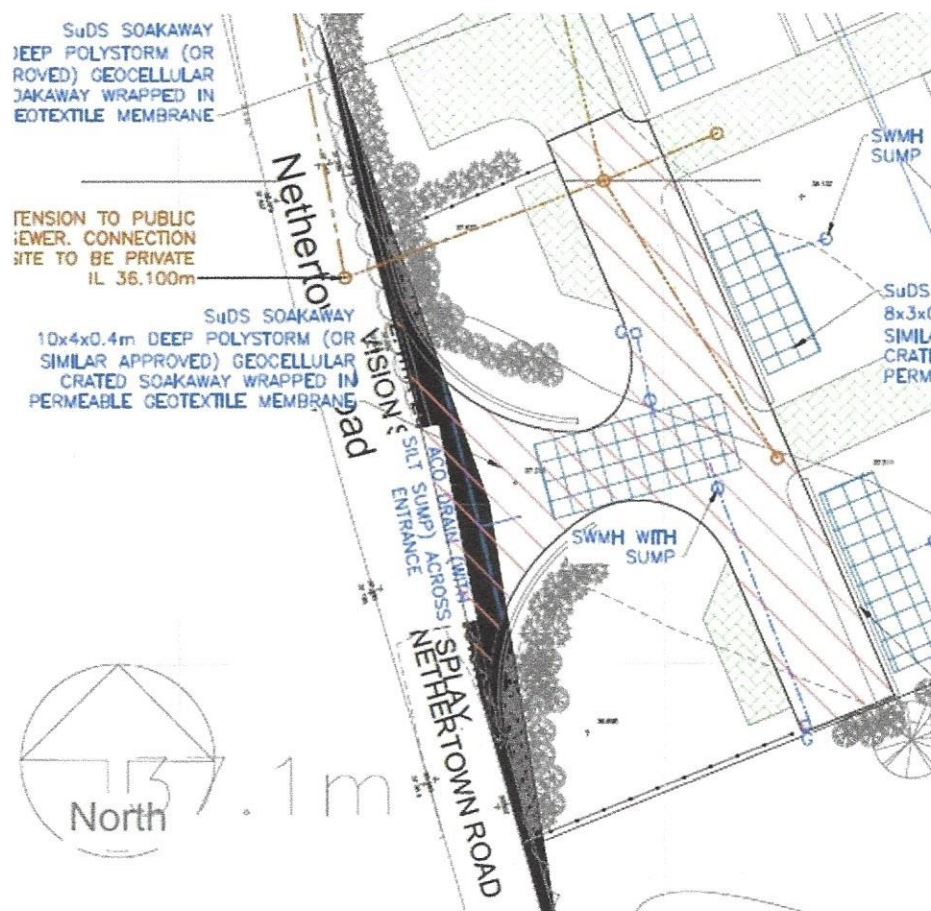 SuDS SOAKAWAY
DEEP POLYSTORM (OR
ROVED) GEOCELLULAR
OAKAWAY WRAPPED IN
EOTEXTILE MEMBRANE
SWMH
SUMP
TENSION TO PUBLIC
SEWER. CONNECTION
SITE TO BE PRIVATE
IL 36.100m
SuDS SOAKAWAY
10x4x0.4m DEEP POLYSTORM (OR
SIMILAR APPROVED) GEOCELLULAR
CRATED SOAKAWAY WRAPPED IN
PERMEABLE GEOTEXTILE MEMBRANE
SuDS
8x3x0
SIMILA
CRATE
PERM
Nethertow
oad
VISION S
SPLAY
NETHERTOWN ROAD
ACO DRAIN (WITH
SILT SUMP) ACROSS
ENTRANCE
SWMH WITH
SUMP
37.1m
North